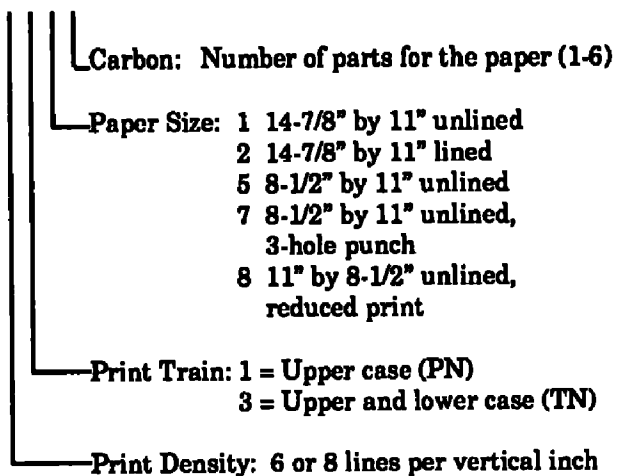 Carbon: Number of parts for the paper (1-6)
Paper Size: 1 14-7/8" by 11" unlined
2 14-7/8" by 11" lined
5 8-1/2" by 11" unlined
7 8-1/2" by 11" unlined,
3-hole punch
8 11" by 8-1/2" unlined,
reduced print
Print Train: 1 = Upper case (PN)
3 = Upper and lower case (TN)
Print Density: 6 or 8 lines per vertical inch